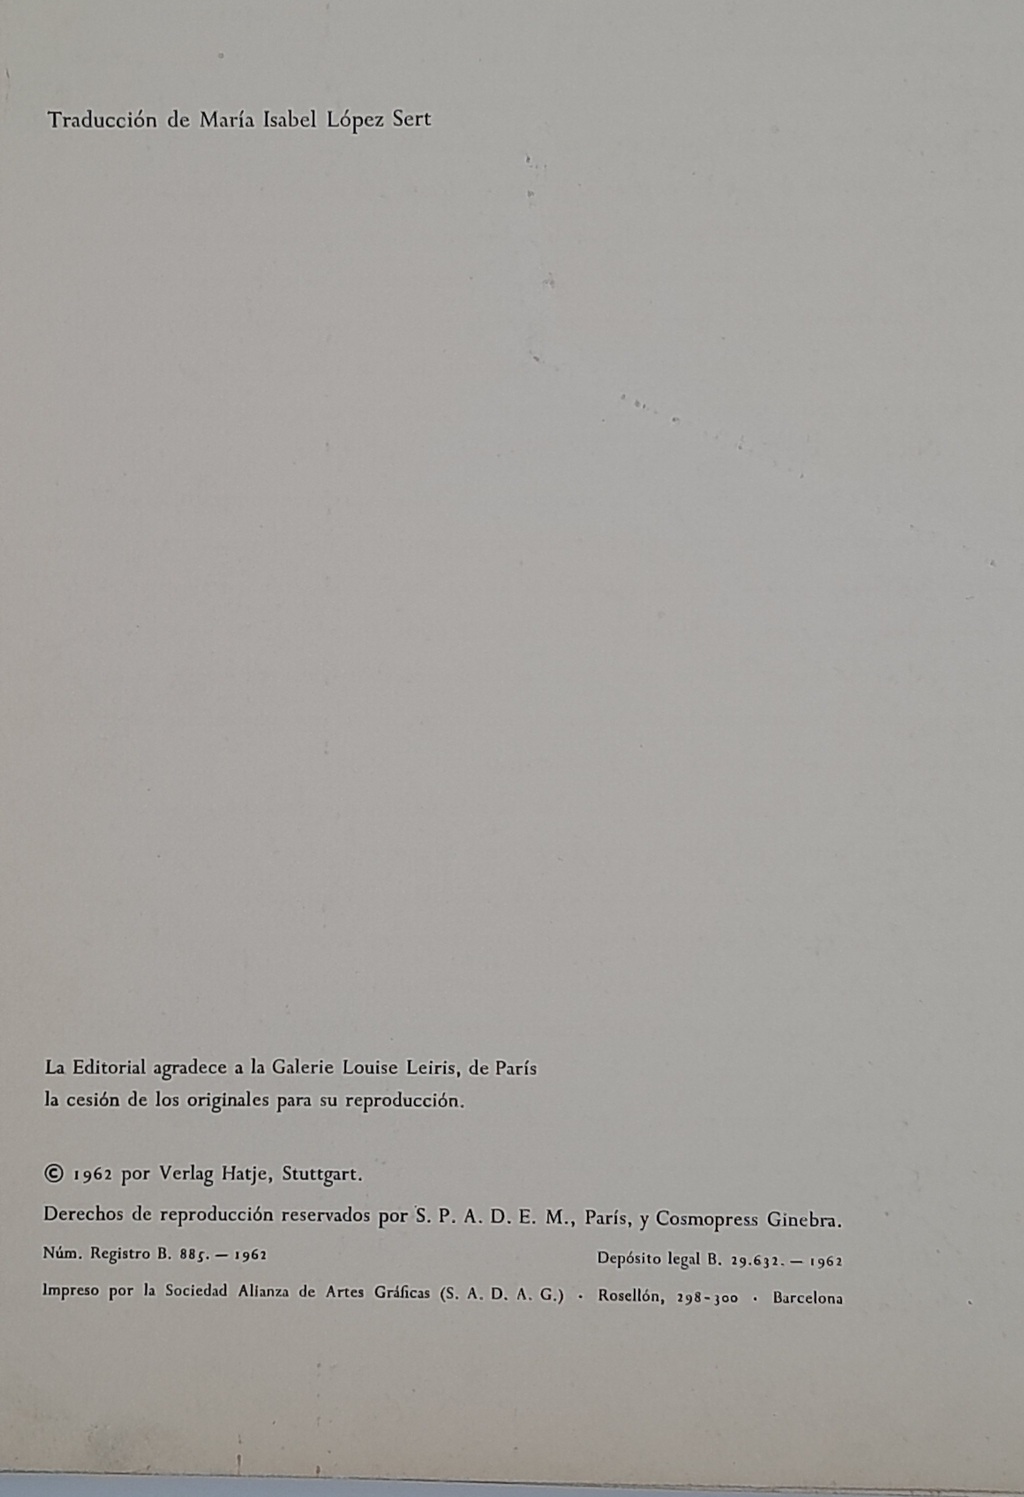 Traducción de María Isabel López Sert
La Editorial agradece a la Galerie Louise Leiris, de París
la cesión de los originales para su reproducción.
© 1962 por Verlag Hatje, Stuttgart.
Derechos de reproducción reservados por S. P. A. D. E. M., París, y Cosmopress Ginebra.
Núm. Registro B. 885. — 1962 Depósito legal B. 29.632. — 1962
Impreso por la Sociedad Alianza de Artes Gráficas (S. A. D. A. G.) · Rosellón, 298-300 · Barcelona